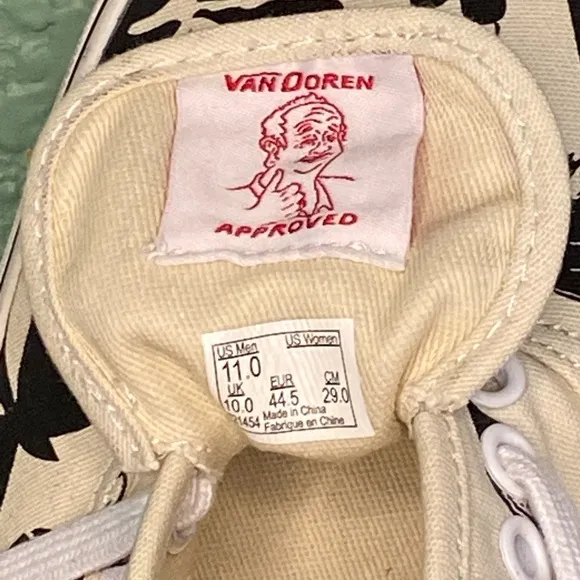 VAN DOREN
APPROVED
US Men US Women
11.0
UK EUR CM
10.0 44.5 29.0
Made in China
Fabrique en Chine